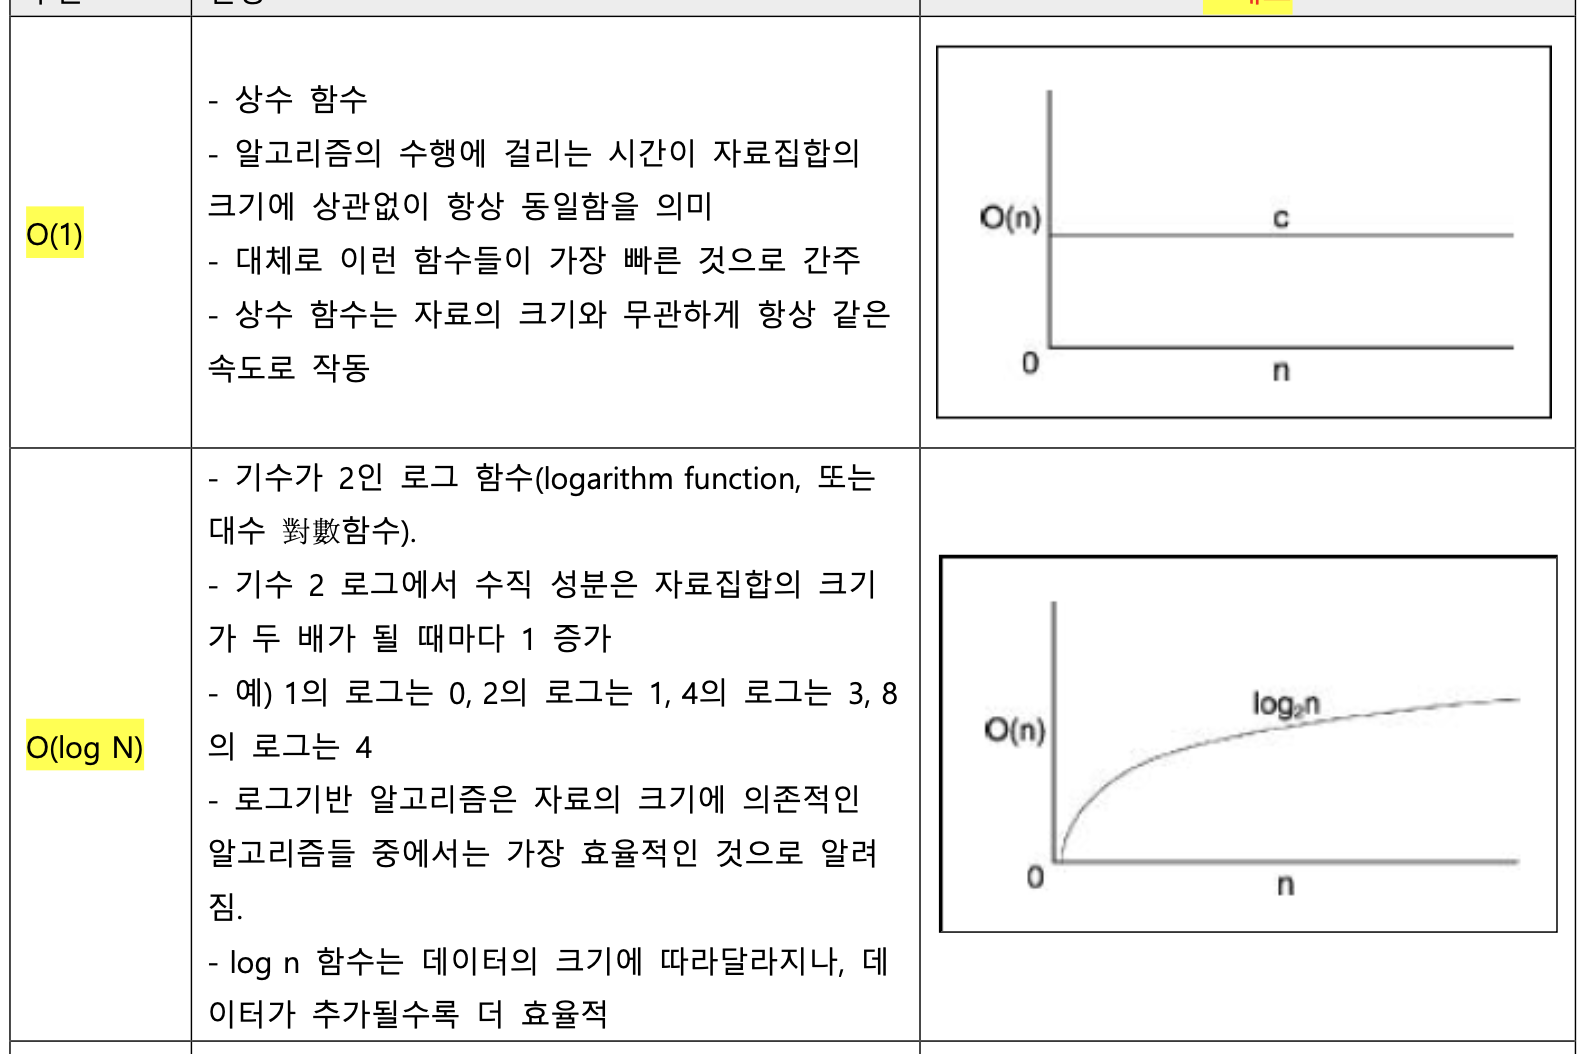 - 상수 함수
- 알고리즘의 수행에 걸리는 시간이 자료집합의
크기에 상관없이 항상 동일함을 의미
O(1)
- 대체로 이런 함수들이 가장 빠른 것으로 간주
- 상수 함수는 자료의 크기와 무관하게 항상 같은
속도로 작동
O(n)
c
0
n
- 기수가 2인 로그 함수(logarithm function, 또는
대수 對數함수).
- 기수 2 로그에서 수직 성분은 자료집합의 크기
가 두 배가 될 때마다 1 증가
- 예) 1의 로그는 0, 2의 로그는 1, 4의 로그는 3, 8
의 로그는 4
O(log N)
- 로그기반 알고리즘은 자료의 크기에 의존적인
알고리즘들 중에서는 가장 효율적인 것으로 알려
짐.
- log n 함수는 데이터의 크기에 따라달라지나, 데
이터가 추가될수록 더 효율적
log₂n
O(n)
0
n